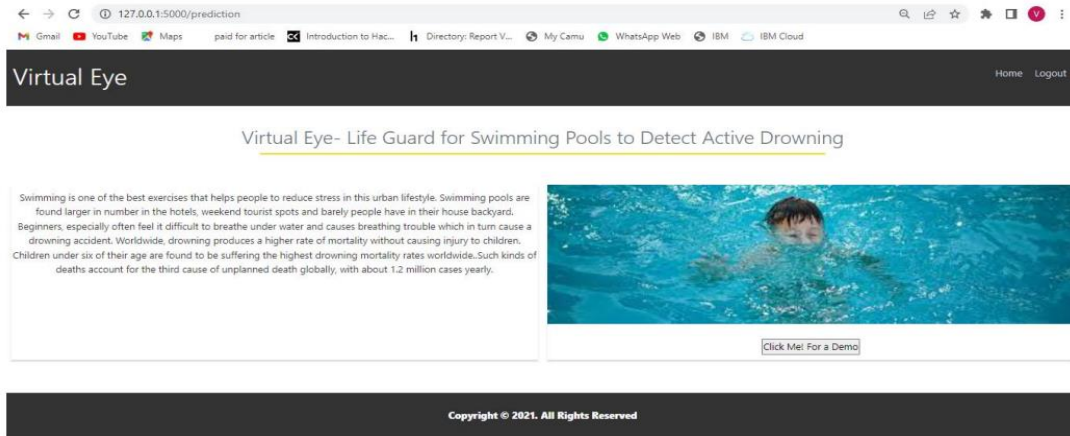 127.0.0.1:5000/prediction
Gmail YouTube Maps paid for article CC Introduction to Hac... h Directory: Report V... My Camu WhatsApp Web IBM IBM Cloud
V
Virtual Eye Home Logout
Virtual Eye- Life Guard for Swimming Pools to Detect Active Drowning
Swimming is one of the best exercises that helps people to reduce stress in this urban lifestyle. Swimming pools are
found larger in number in the hotels, weekend tourist spots and barely people have in their house backyard.
Beginners, especially often feel it difficult to breathe under water and causes breathing trouble which in turn cause a
drowning accident. Worldwide, drowning produces a higher rate of mortality without causing injury to children.
Children under six of their age are found to be suffering the highest drowning mortality rates worldwide..Such kinds of
deaths account for the third cause of unplanned death globally, with about 1.2 million cases yearly.
Click Me! For a Demo
Copyright © 2021. All Rights Reserved